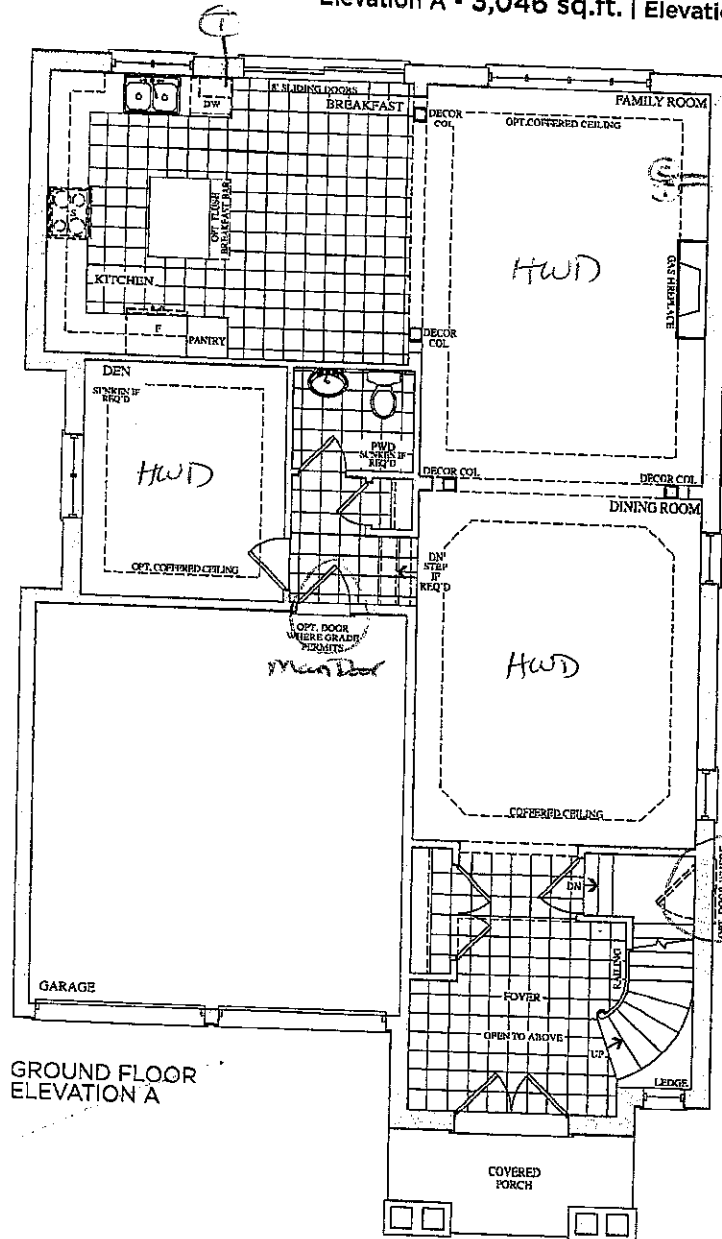 Elevation A - 3,046 sq.ft. | Elevatio
T
DW
8' SLIDING DOORS
BREAKFAST
DECOR
COL
FAMILY ROOM
OPT. COFFERED CEILING
S
OPT. FLUSH
BREAKFAST BAR
HWD
GAS FIREPLACE
KITCHEN
F
PANTRY
DECOR
COL
DEN
SUNKEN IF
REQ'D
HWD
OPT. COFFERED CEILING
PWD
SUNKEN IF
REQ'D
DECOR COL
DECOR COL
DINING ROOM
DN
STEP
IF
REQ'D
OPT. DOOR
WHERE GRADE
PERMITS
Man Door
HWD
COFFERED CEILING
DN
GARAGE
FOYER
OPEN TO ABOVE
RAILING
UP
LEDGE
GROUND FLOOR
ELEVATION A
COVERED
PORCH